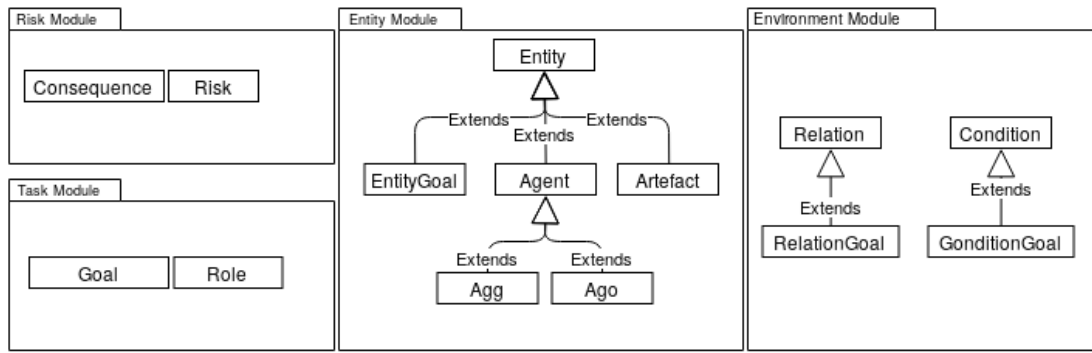 Risk Module
Consequence
Risk
Task Module
Goal
Role
Entity Module
Entity
Extends
Extends
Extends
EntityGoal
Agent
Artefact
Extends
Extends
Agg
Ago
Environment Module
Relation
Condition
Extends
Extends
RelationGoal
GonditionGoal